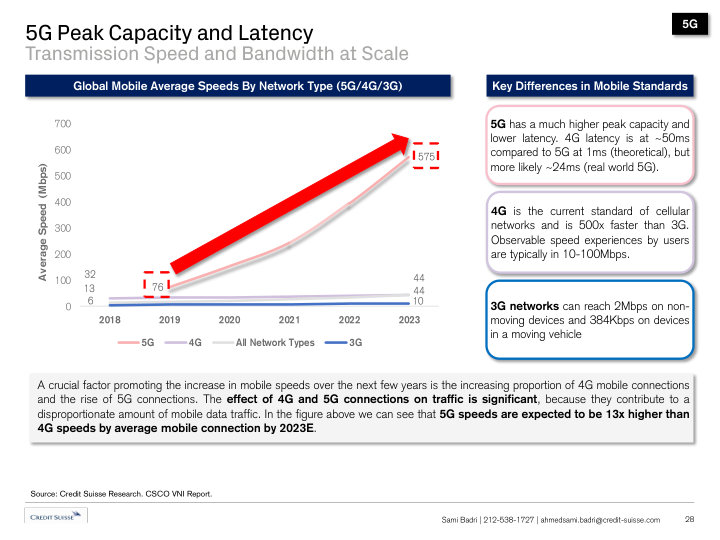 5G
5G Peak Capacity and Latency
Transmission Speed and Bandwidth at Scale
Global Mobile Average Speeds By Network Type (5G/4G/3G)
Average Speed (Mbps)
700
600
500
400
300
200
100
0
32
13
6
76
575
44
44
10
2018 2019 2020 2021 2022 2023
5G 4G All Network Types 3G
Key Differences in Mobile Standards
5G has a much higher peak capacity and
lower latency. 4G latency is at ~50ms
compared to 5G at 1ms (theoretical), but
more likely ~24ms (real world 5G).
4G is the current standard of cellular
networks and is 500x faster than 3G.
Observable speed experiences by users
are typically in 10-100Mbps.
3G networks can reach 2Mbps on non-
moving devices and 384Kbps on devices
in a moving vehicle
A crucial factor promoting the increase in mobile speeds over the next few years is the increasing proportion of 4G mobile connections
and the rise of 5G connections. The effect of 4G and 5G connections on traffic is significant, because they contribute to a
disproportionate amount of mobile data traffic. In the figure above we can see that 5G speeds are expected to be 13x higher than
4G speeds by average mobile connection by 2023E.
Source: Credit Suisse Research. CSCO VNI Report.
CREDIT SUISSE
Sami Badri | 212-538-1727 | ahmedsami.badri@credit-suisse.com 28